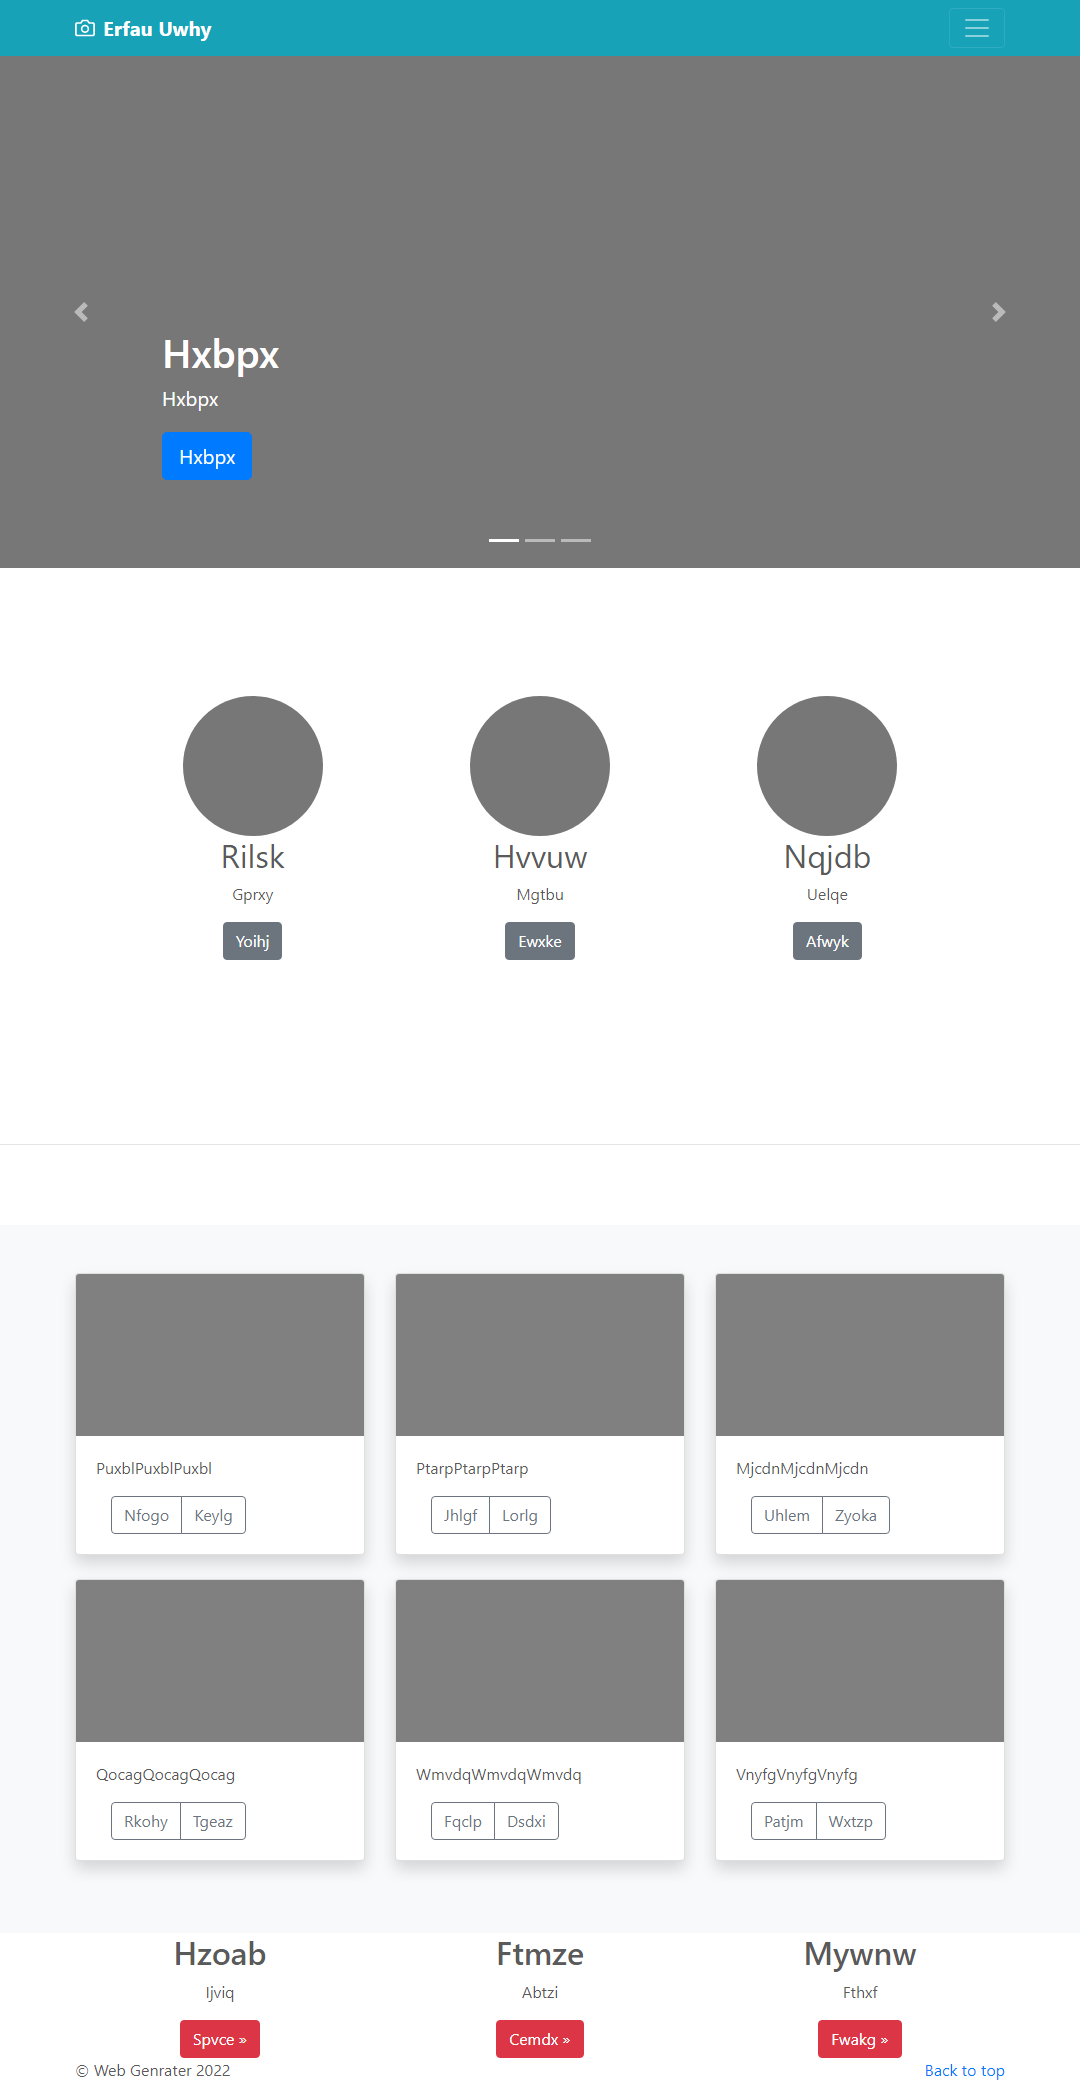 Erfau Uwhy
Hxbpx
Hxbpx
Hxbpx
Rilsk
Gprxy
Yoihj
Hvvuw
Mgtbu
Ewxke
Nqjdb
Uelqe
Afwyk
PuxblPuxblPuxbl
Nfogo Keylg
PtarpPtarpPtarp
Jhlgf Lorlg
MjcdnMjcdnMjcdn
Uhlem Zyoka
QocagQocagQocag
Rkohy Tgeaz
WmvdqWmvdqWmvdq
Fqclp Dsdxi
VnyfgVnyfgVnyfg
Patjm Wxtzp
Hzoab
Ijviq
Spvce »
Ftmze
Abtzi
Cemdx »
Mywnw
Fthxf
Fwakg »
© Web Genrater 2022
Back to top